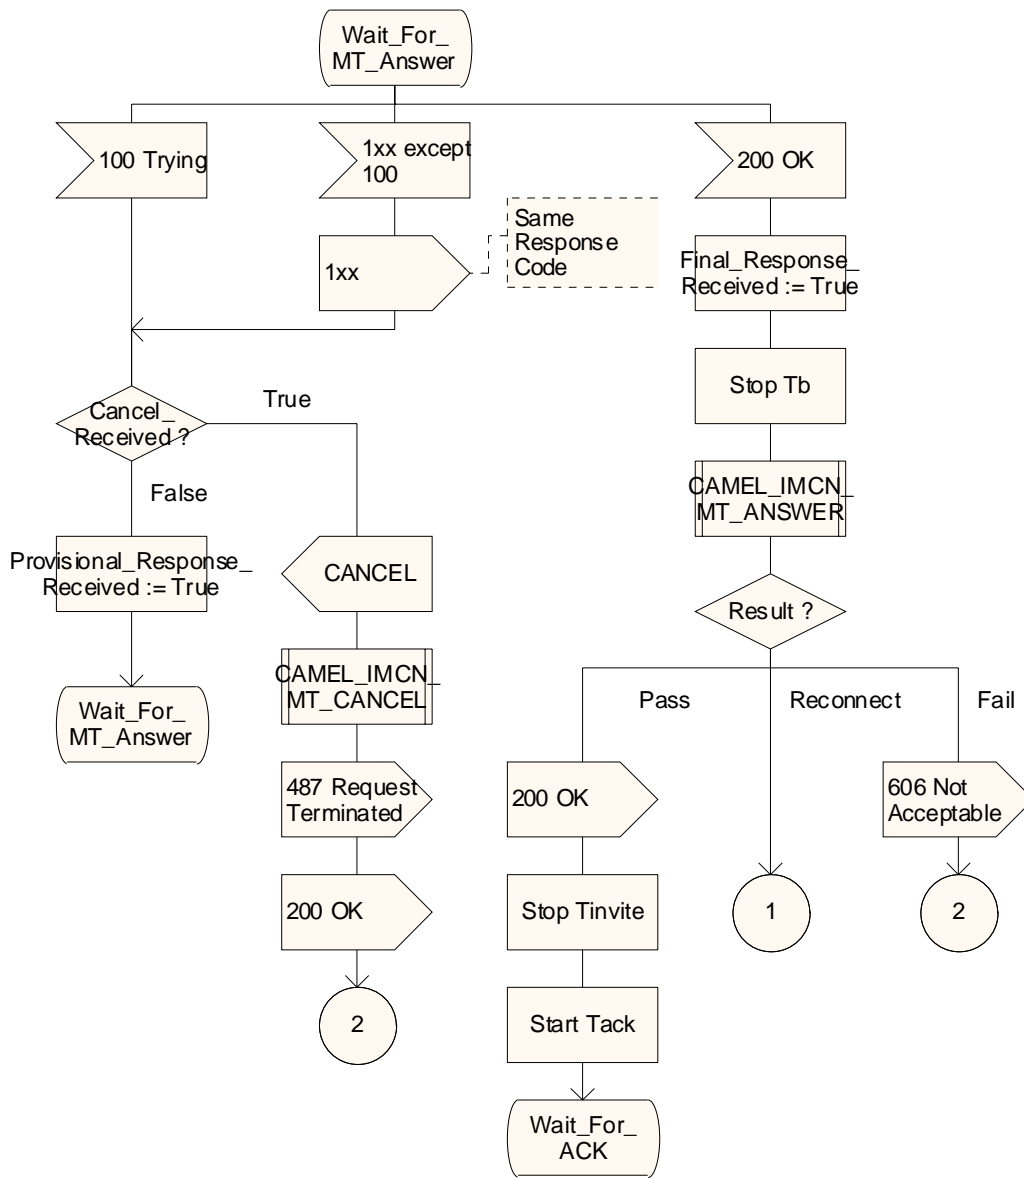 Wait_For_
MT_Answer
100 Trying
1xx except
100
200 OK
1xx
Same
Response
Code
Final_Response_
Received := True
Stop Tb
Cancel_
Received ?
True
False
CAMEL_IMCN_
MT_ANSWER
Provisional_Response_
Received := True
CANCEL
Result ?
Wait_For_
MT_Answer
CAMEL_IMCN_
MT_CANCEL
Pass
Reconnect
Fail
487 Request
Terminated
200 OK
606 Not
Acceptable
200 OK
Stop Tinvite
1
2
2
Start Tack
Wait_For_
ACK